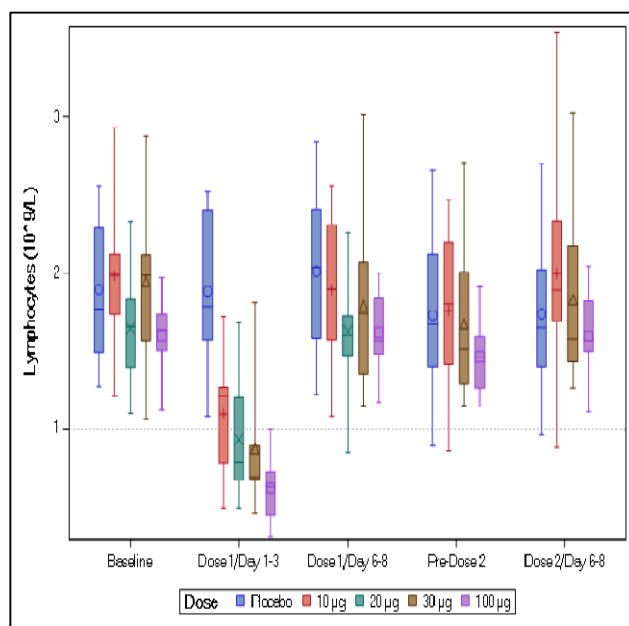 Lymphocytes (10^9/L)
3
2
1
Baseline
Dose 1/Day 1-3
Dose 1/Day 6-8
Pre-Dose 2
Dose 2/Day 6-8
Dose Placebo 10 µg 20 µg 30 µg 100 µg